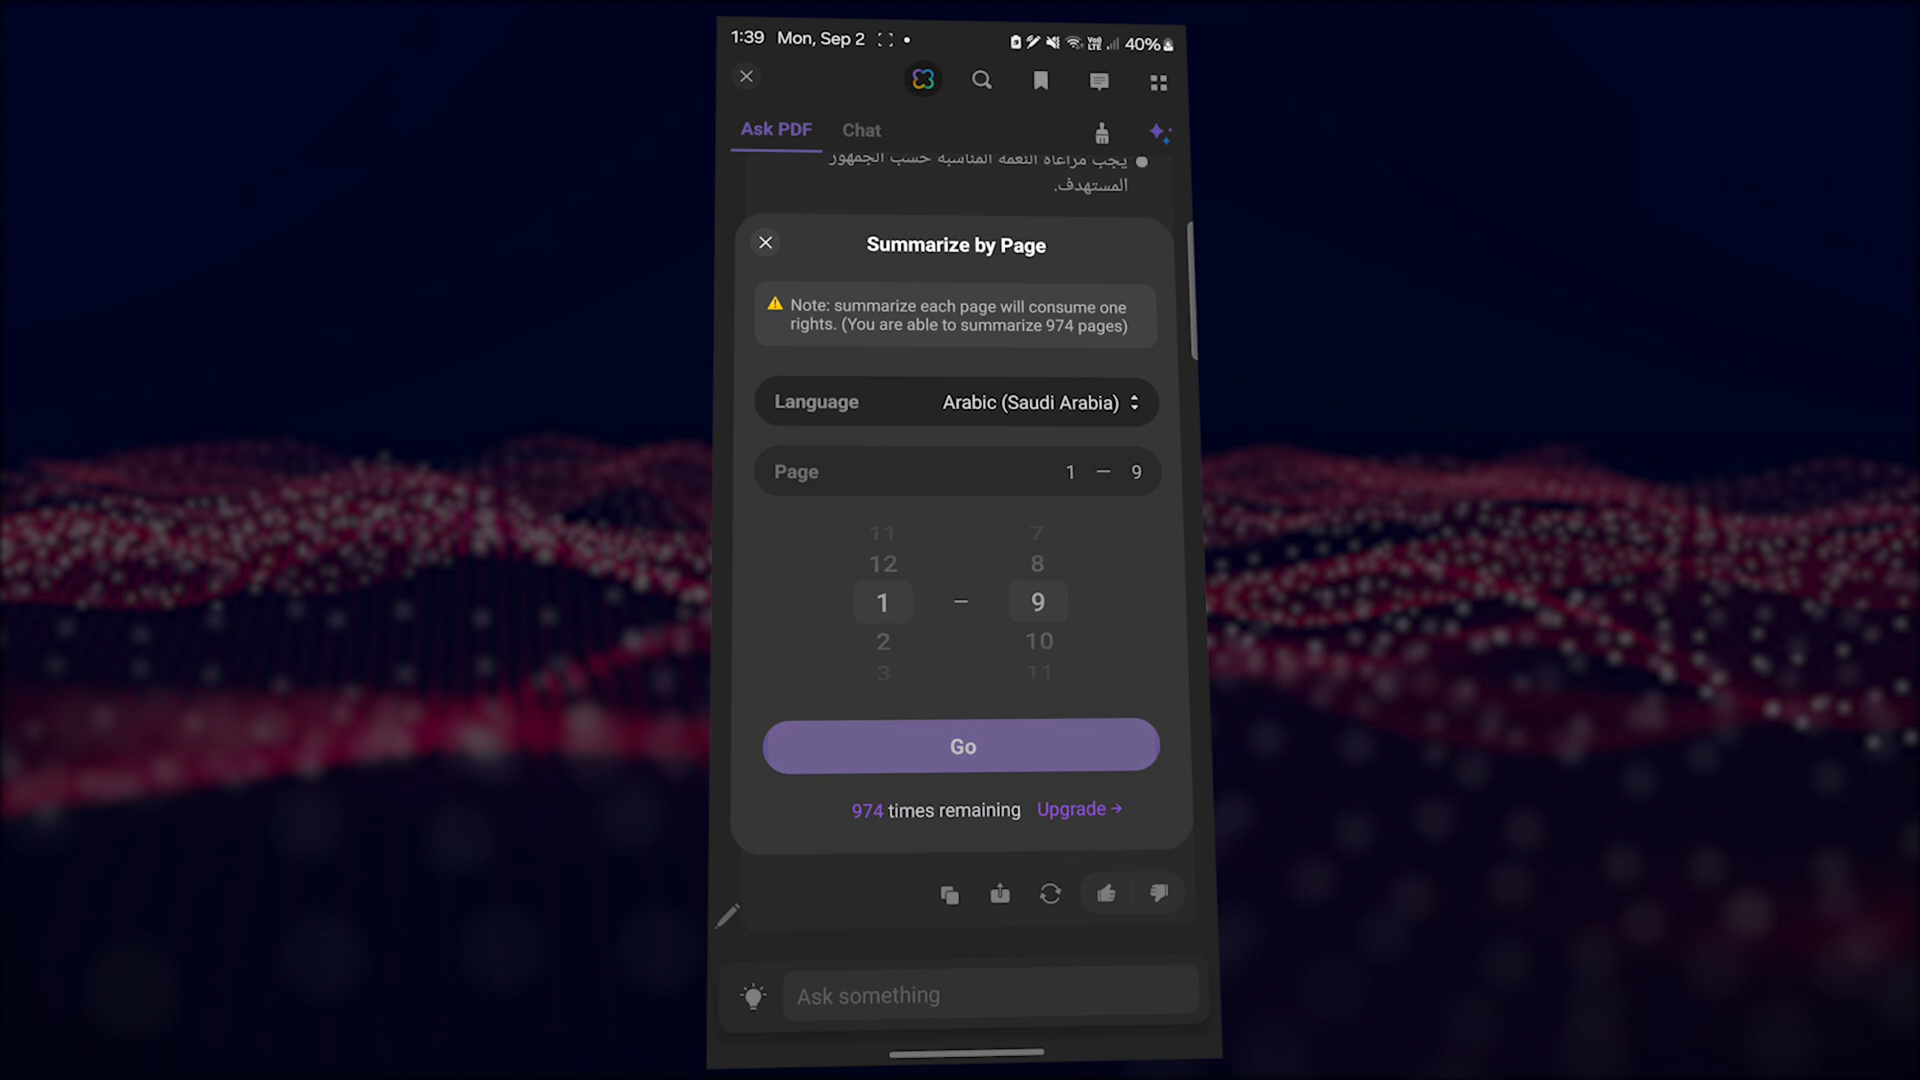 1:39 Mon, Sep 2
40%
Ask PDF Chat
يجب مراعاة النغمة المناسبة حسب الجمهور
المستهدف.
Summarize by Page
Note: summarize each page will consume one
rights. (You are able to summarize 974 pages)
Language Arabic (Saudi Arabia)
Page 1 — 9
11 7
12 8
1 – 9
2 10
3 11
Go
974 times remaining Upgrade →
Ask something